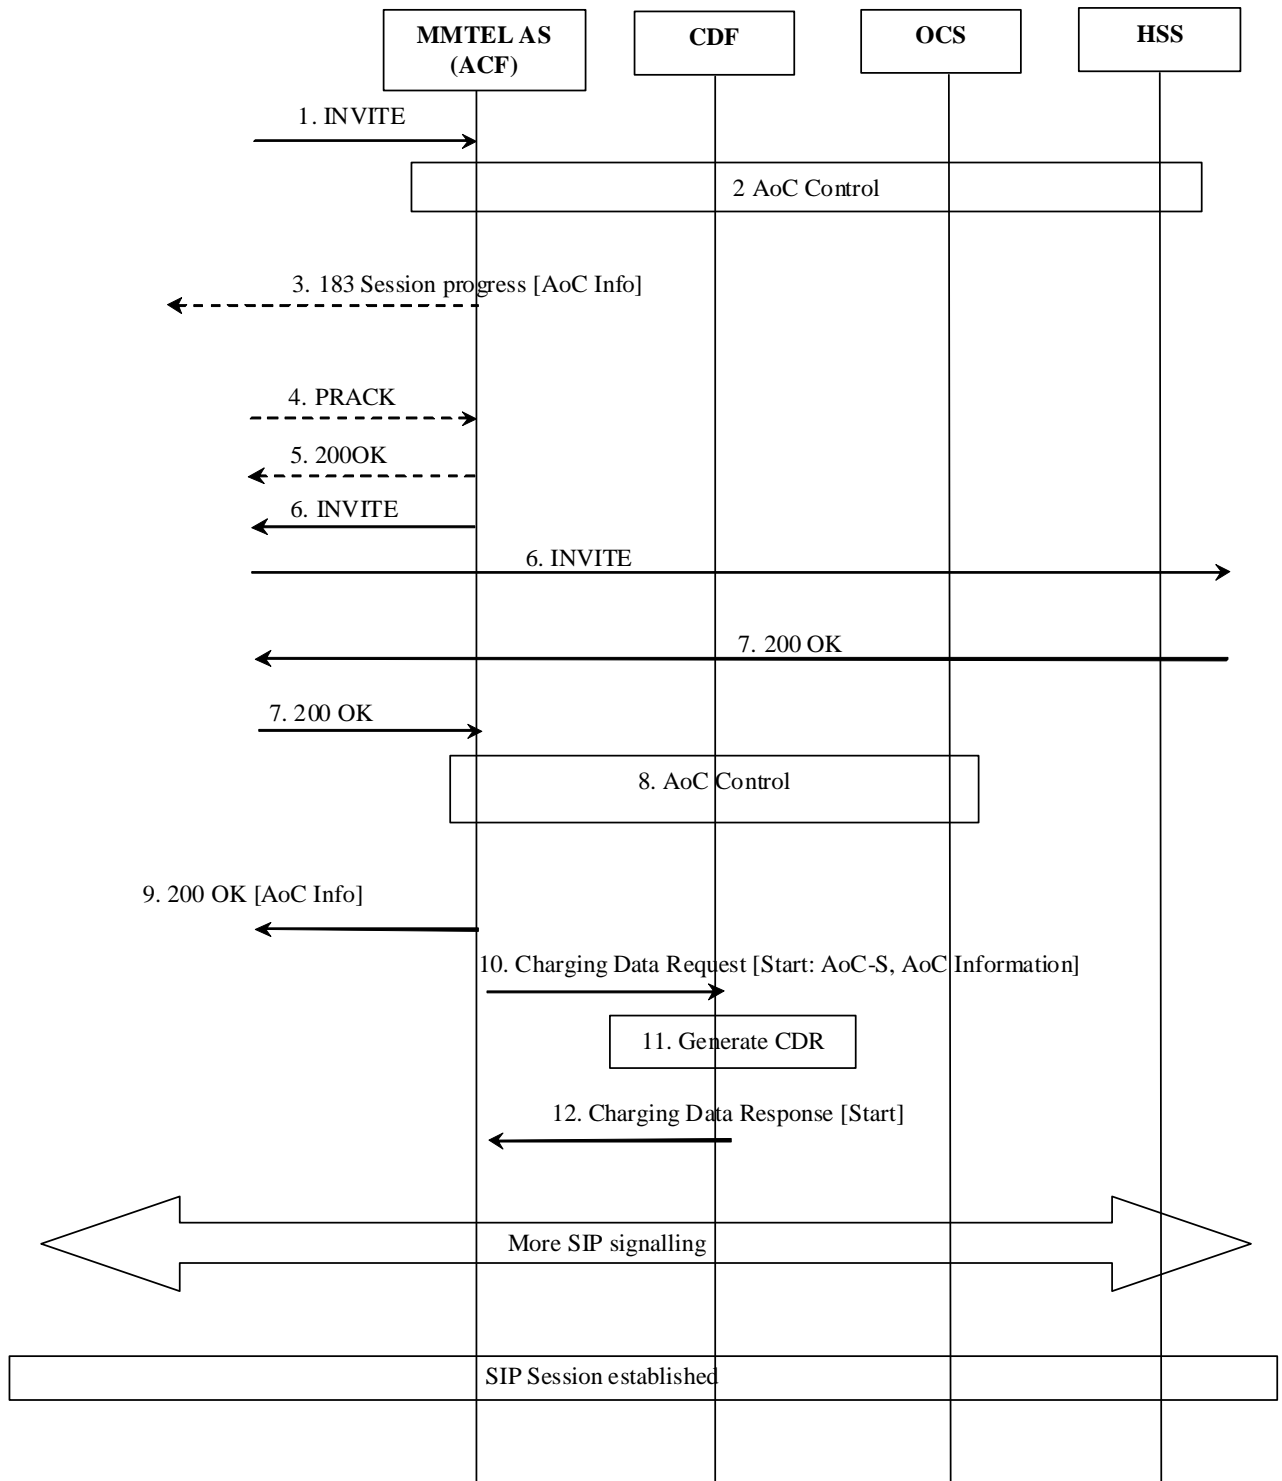 MMTEL AS
(ACF)
CDF
OCS
HSS
1. INVITE
2 AoC Control
3. 183 Session progress [AoC Info]
4. PRACK
5. 200OK
6. INVITE
6. INVITE
7. 200 OK
7. 200 OK
8. AoC Control
9. 200 OK [AoC Info]
10. Charging Data Request [Start: AoC-S, AoC Information]
11. Generate CDR
12. Charging Data Response [Start]
More SIP signalling
SIP Session established